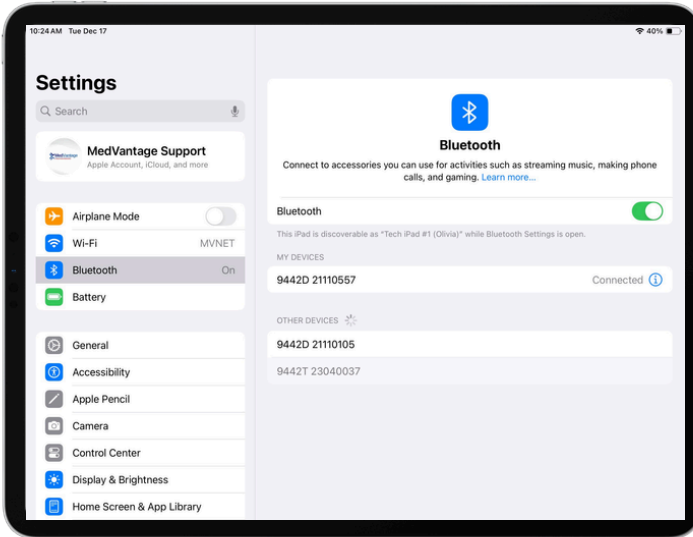 10:24 AM Tue Dec 17
40%
Settings
Search
MedVantage Support
Apple Account, iCloud, and more
Airplane Mode
Wi-Fi MVNET
Bluetooth On
Battery
General
Accessibility
Apple Pencil
Camera
Control Center
Display & Brightness
Home Screen & App Library
Bluetooth
Connect to accessories you can use for activities such as streaming music, making phone
calls, and gaming. Learn more...
Bluetooth
This iPad is discoverable as “Tech iPad #1 (Olivia)” while Bluetooth Settings is open.
MY DEVICES
9442D 21110557 Connected
OTHER DEVICES
9442D 21110105
9442T 23040037